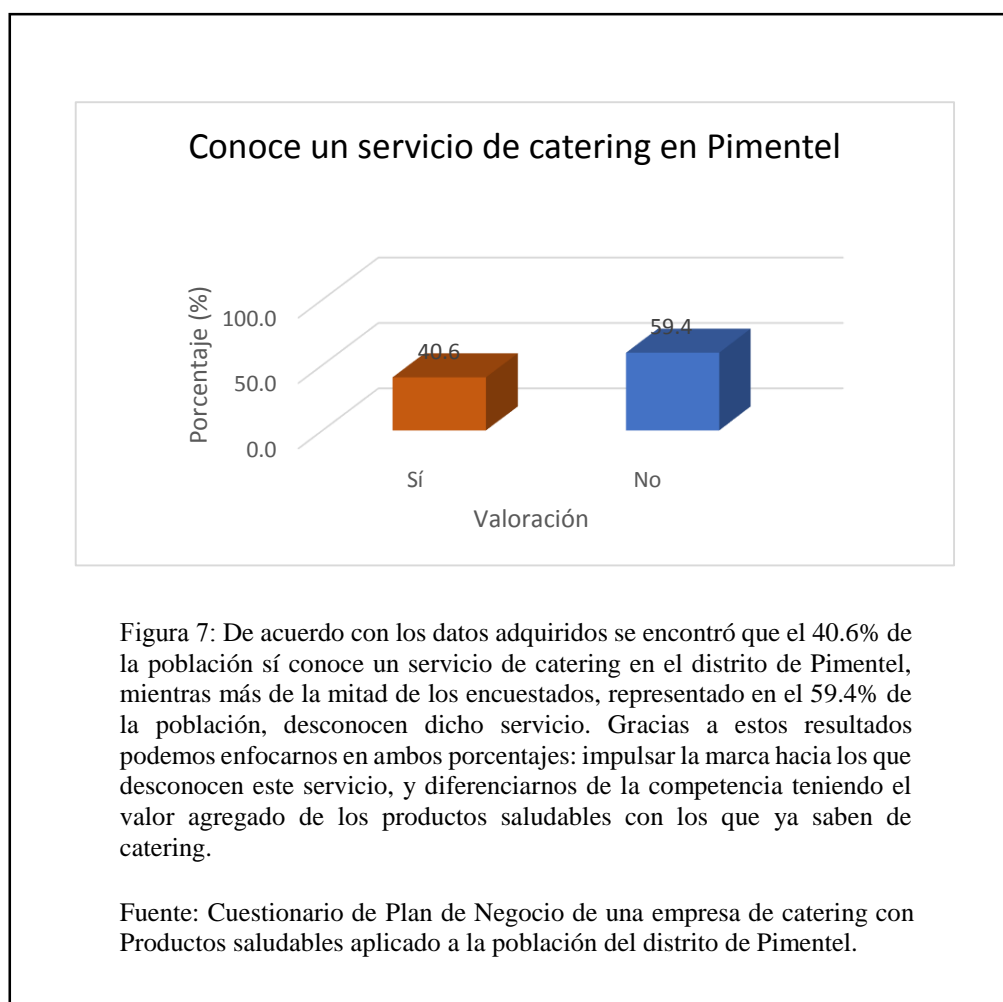 Conoce un servicio de catering en Pimentel
Porcentaje (%)
100.0
50.0
0.0
40.6
59.4
Sí
No
Valoración
Figura 7: De acuerdo con los datos adquiridos se encontró que el 40.6% de
la población sí conoce un servicio de catering en el distrito de Pimentel,
mientras más de la mitad de los encuestados, representado en el 59.4% de
la población, desconocen dicho servicio. Gracias a estos resultados
podemos enfocarnos en ambos porcentajes: impulsar la marca hacia los que
desconocen este servicio, y diferenciarnos de la competencia teniendo el
valor agregado de los productos saludables con los que ya saben de
catering.
Fuente: Cuestionario de Plan de Negocio de una empresa de catering con
Productos saludables aplicado a la población del distrito de Pimentel.